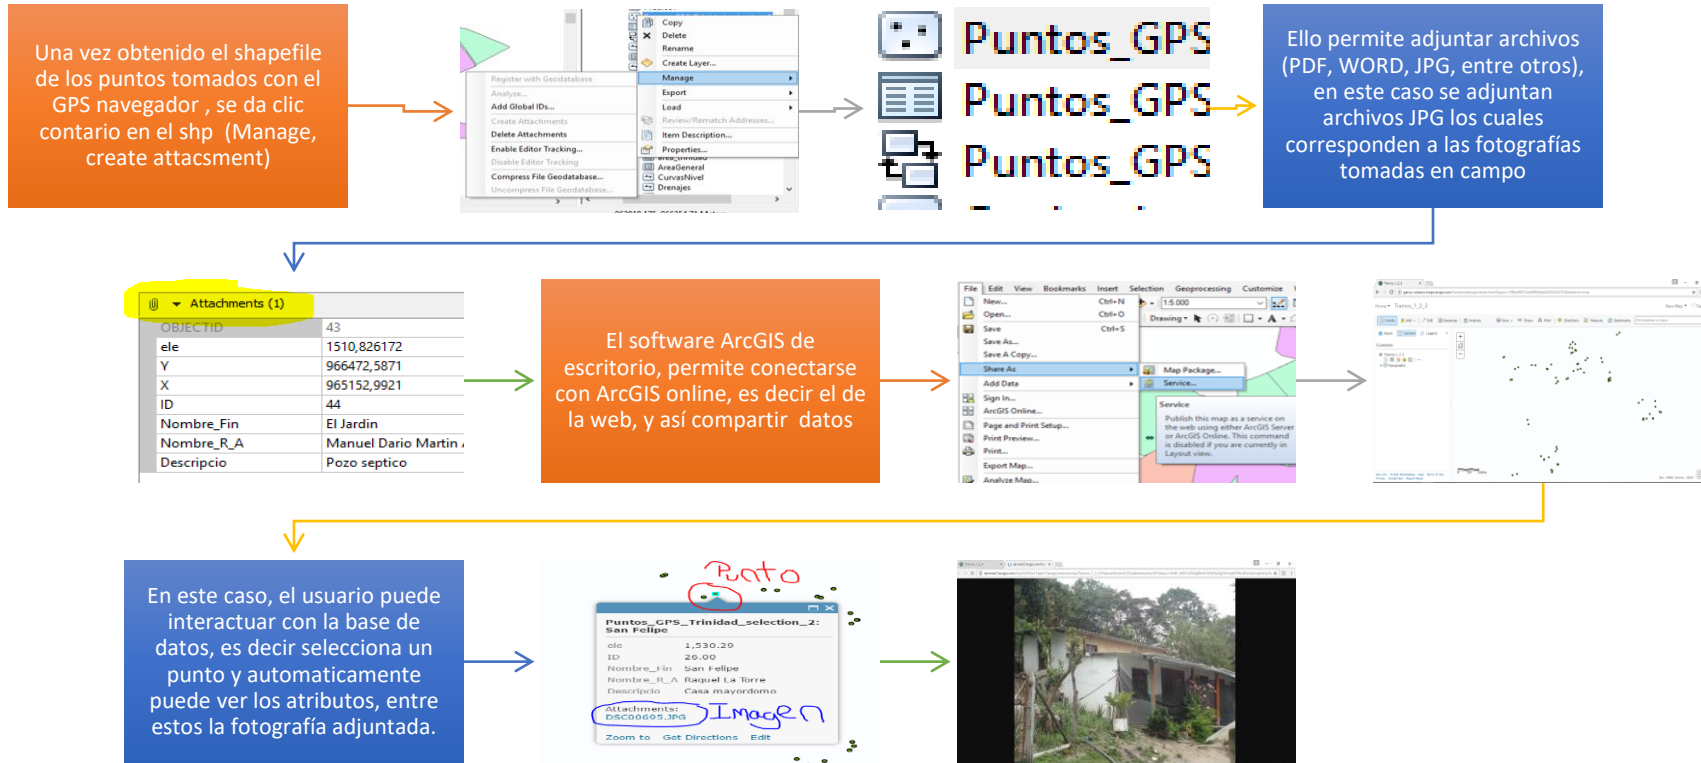 Una vez obtenido el shapefile
de los puntos tomados con el
GPS navegador , se da clic
contario en el shp (Manage,
create attacsment)
Copy
Delete
Rename
Create Layer...
Manage
Export
Load
Review/Rematch Addresses...
Item Description...
Properties...
Register with Geodatabase
Analyze...
Add Global IDs...
Create Attachments
Delete Attachments
Enable Editor Tracking...
Disable Editor Tracking
Compress File Geodatabase...
Uncompress File Geodatabase...
area_trinidad
AreaGeneral
CurvasNivel
Drenajes
Puntos_GPS
Puntos_GPS
Puntos_GPS
Ello permite adjuntar archivos
(PDF, WORD, JPG, entre otros),
en este caso se adjuntan
archivos JPG los cuales
corresponden a las fotografías
tomadas en campo
Attachments (1)
OBJECTID 43
ele 1510,826172
Y 966472,5871
X 965152,9921
ID 44
Nombre_Fin El Jardin
Nombre_R_A Manuel Dario Martin
Descripcio Pozo septico
El software ArcGIS de
escritorio, permite conectarse
con ArcGIS online, es decir el de
la web, y así compartir datos
File Edit View Bookmarks Insert Selection Geoprocessing Customize
New... Ctrl+N
1:5.000
Open... Ctrl+O
Drawing
Save Ctrl+S
Save As...
Save A Copy...
Share As
Map Package...
Add Data
Service...
Sign In...
ArcGIS Online...
Page and Print Setup...
Print Preview...
Print...
Export Map...
Analyze Map...
Service
Publish this map as a service on
the web using either ArcGIS Server
or ArcGIS Online. This command
is disabled if you are currently in
Layout view.
Tramos_1_2_3
En este caso, el usuario puede
interactuar con la base de
datos, es decir selecciona un
punto y automaticamente
puede ver los atributos, entre
estos la fotografía adjuntada.
Punto
Puntos_GPS_Trinidad_selection_2:
San Felipe
ele 1,530.29
ID 26.00
Nombre_Fin San Felipe
Nombre_R_A Raquel La Torre
Descripcio Casa mayordomo
Attachments:
DSC00695.JPG
Imagen
Zoom to Get Directions Edit